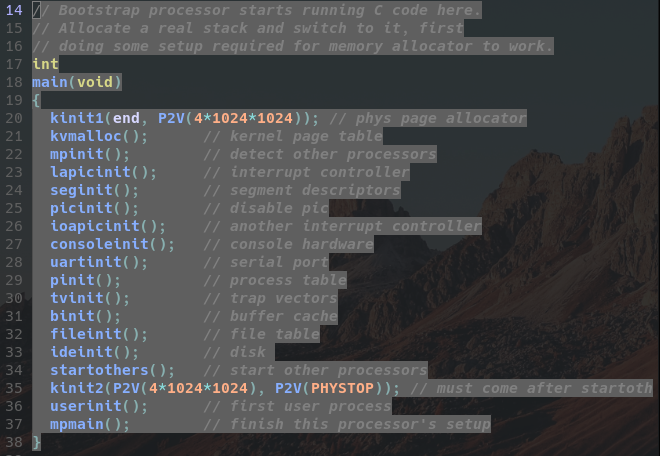 14 // Bootstrap processor starts running C code here.
15 // Allocate a real stack and switch to it, first
16 // doing some setup required for memory allocator to work.
17 int
18 main(void)
19 {
20   kinit1(end, P2V(4*1024*1024)); // phys page allocator
21   kvmalloc();      // kernel page table
22   mpinit();        // detect other processors
23   lapicinit();     // interrupt controller
24   seginit();       // segment descriptors
25   picinit();       // disable pic
26   ioapicinit();    // another interrupt controller
27   consoleinit();   // console hardware
28   uartinit();      // serial port
29   pinit();         // process table
30   tvinit();        // trap vectors
31   binit();         // buffer cache
32   fileinit();      // file table
33   ideinit();       // disk
34   startothers();   // start other processors
35   kinit2(P2V(4*1024*1024), P2V(PHYSTOP)); // must come after startoth
36   userinit();      // first user process
37   mpmain();        // finish this processor's setup
38 }